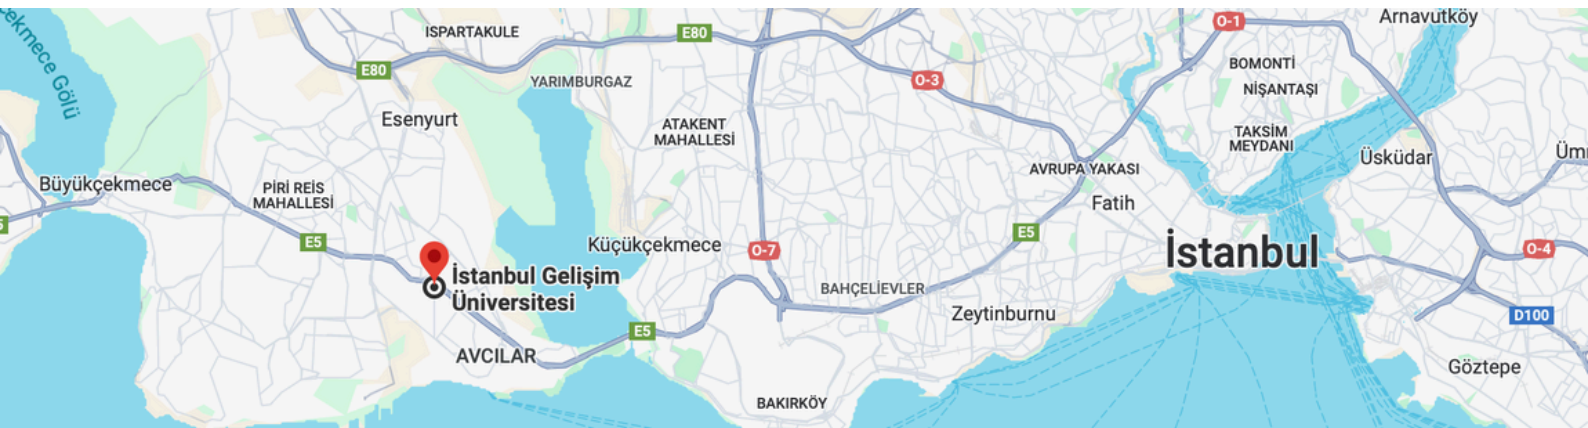 Arnavutköy
O-1
ISPARTAKULE
E80
E80
BOMONTİ
YARIMBURGAZ
O-3
NİŞANTAŞI
Gölü
Esenyurt
ATAKENT
MAHALLESİ
TAKSİM
MEYDANI
Üsküdar
AVRUPA YAKASI
Büyükçekmece
PİRİ REİS
MAHALLESİ
Fatih
E5
E5
Küçükçekmece
O-7
İstanbul
O-4
İstanbul Gelişim
Üniversitesi
BAHÇELİEVLER
Zeytinburnu
D100
E5
AVCILAR
Göztepe
BAKIRKÖY